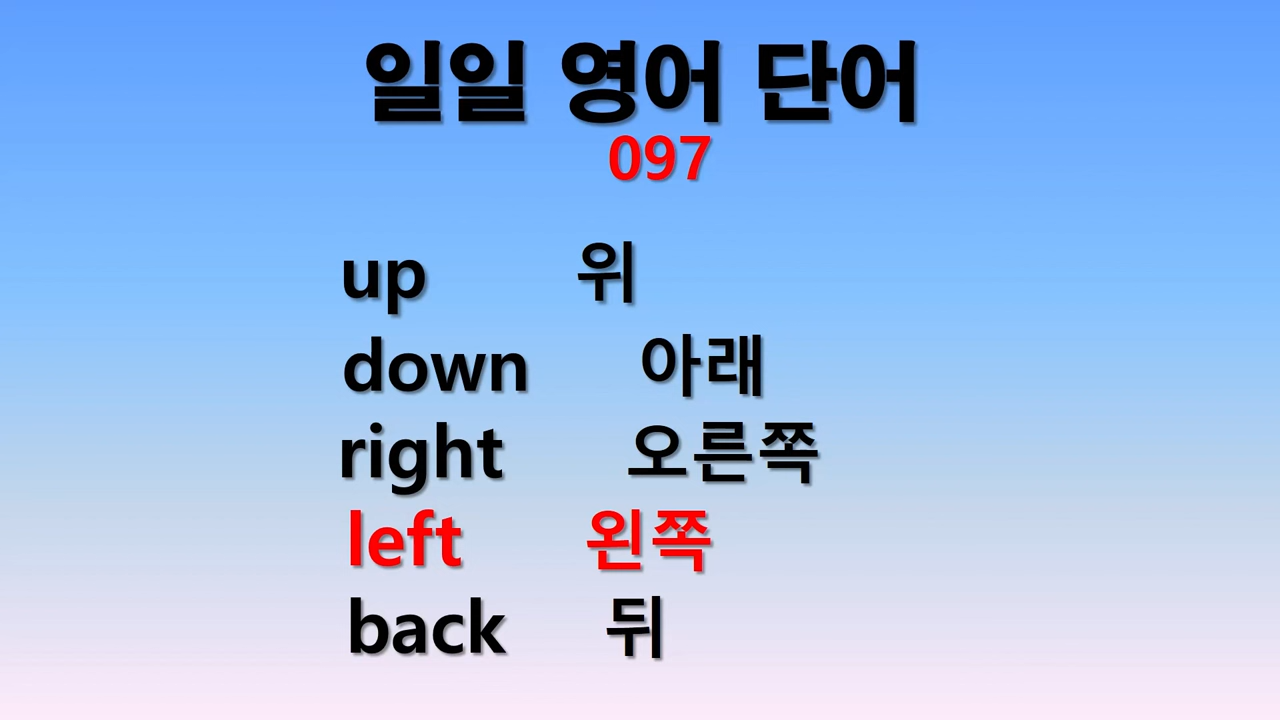 일일 영어 단어
097
up 위
down 아래
right 오른쪽
left 왼쪽
back 뒤